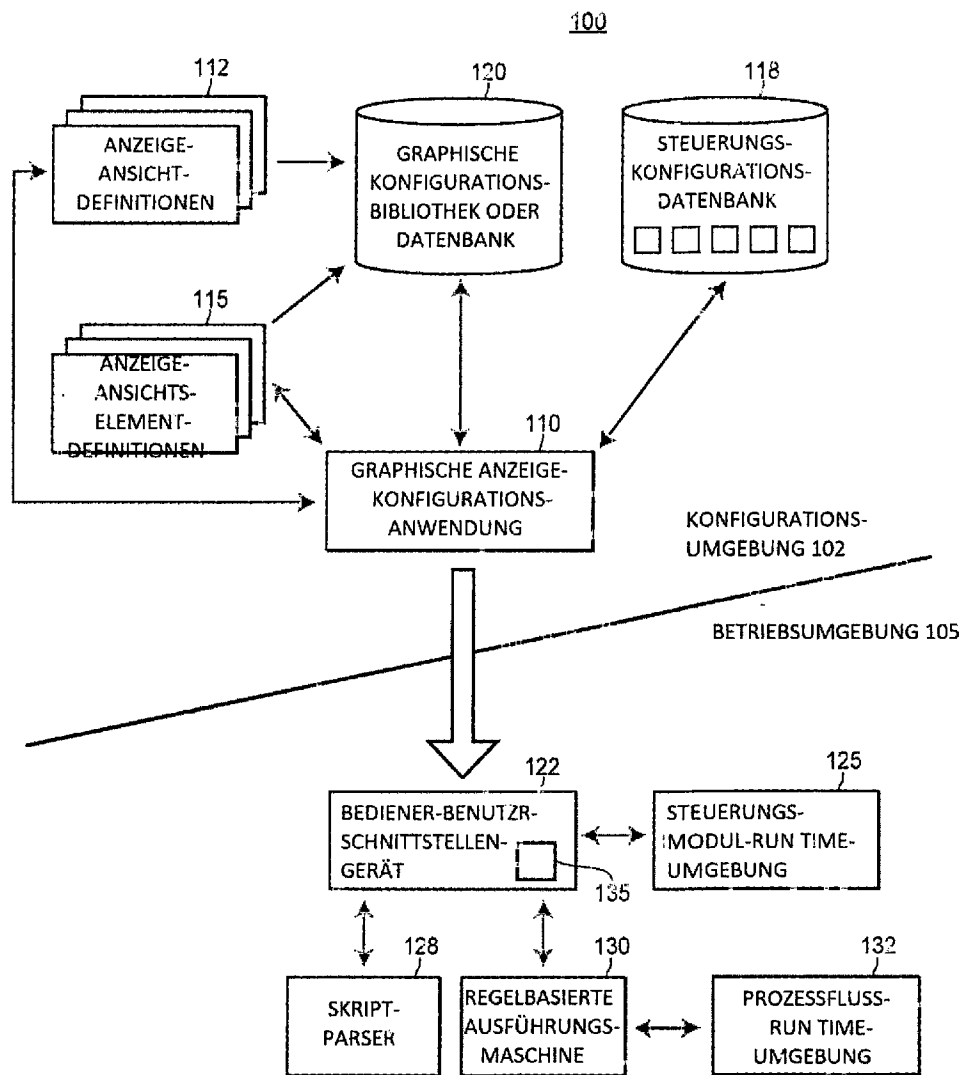 100
112
120
118
ANZEIGE-
ANSICHT-
DEFINITIONEN
GRAPHISCHE
KONFIGURATIONS-
BIBLIOTHEK ODER
DATENBANK
STEUERUNGS-
KONFIGURATIONS-
DATENBANK
115
ANZEIGE-
ANSICHTS-
ELEMENT-
DEFINITIONEN
110
GRAPHISCHE ANZEIGE-
KONFIGURATIONS-
ANWENDUNG
KONFIGURATIONS-
UMGEBUNG 102
BETRIEBSUMGEBUNG 105
122
125
BEDIENER-BENUTZR-
SCHNITTSTELLEN-
GERÄT
135
STEUERUNGS-
MODUL-RUN TIME-
UMGEBUNG
128
130
132
SKRIPT-
PARSER
REGELBASIERTE
AUSFÜHRUNGS-
MASCHINE
PROZESSFLUSS-
RUN TIME-
UMGEBUNG